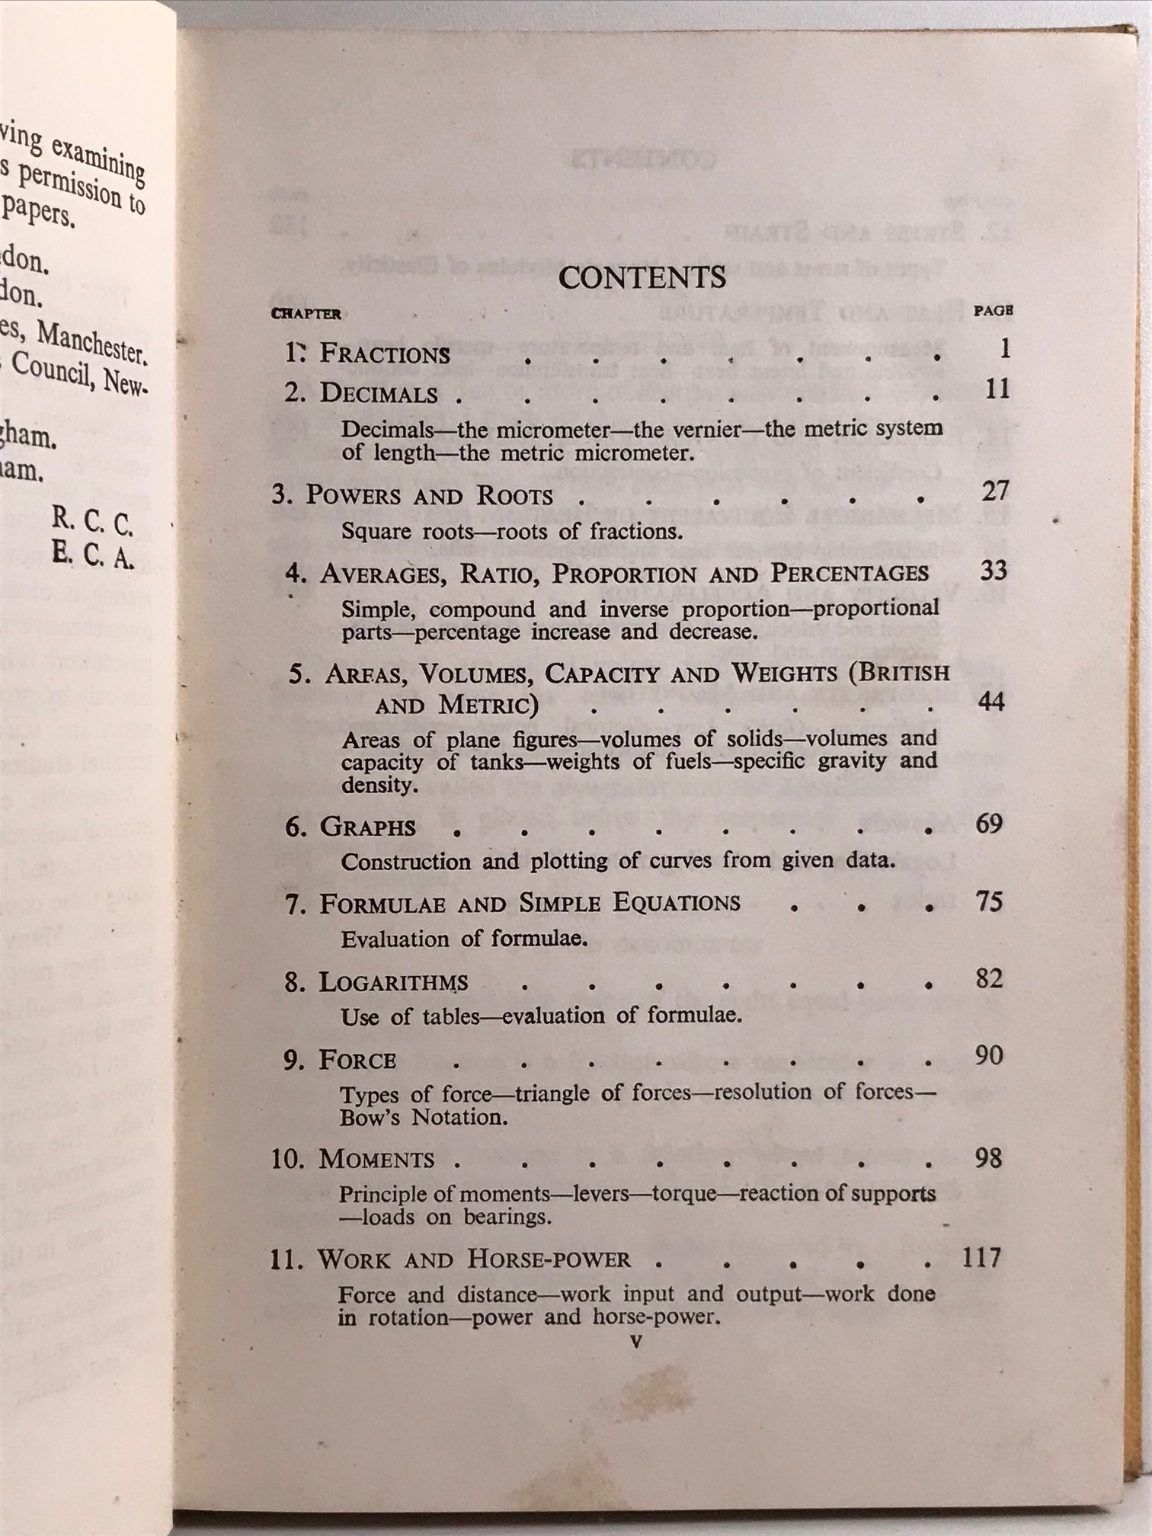 ving examining
s permission to
papers.
don.
don.
es, Manchester.
Council, New-
gham.
ham.
R. C. C.
E. C. A.
CONTENTS
CHAPTER PAGE
1. FRACTIONS . . . . . . . 1
2. DECIMALS . . . . . . . . 11
Decimals—the micrometer—the vernier—the metric system
of length—the metric micrometer.
3. POWERS AND ROOTS . . . . . . 27
Square roots—roots of fractions.
4. AVERAGES, RATIO, PROPORTION AND PERCENTAGES 33
Simple, compound and inverse proportion—proportional
parts—percentage increase and decrease.
5. AREAS, VOLUMES, CAPACITY AND WEIGHTS (BRITISH
AND METRIC) . . . . . . 44
Areas of plane figures—volumes of solids—volumes and
capacity of tanks—weights of fuels—specific gravity and
density.
6. GRAPHS . . . . . . . . 69
Construction and plotting of curves from given data.
7. FORMULAE AND SIMPLE EQUATIONS . . . 75
Evaluation of formulae.
8. LOGARITHMS . . . . . . . 82
Use of tables—evaluation of formulae.
9. FORCE . . . . . . . . 90
Types of force—triangle of forces—resolution of forces—
Bow's Notation.
10. MOMENTS . . . . . . . . 98
Principle of moments—levers—torque—reaction of supports
—loads on bearings.
11. WORK AND HORSE-POWER . . . . . 117
Force and distance—work input and output—work done
in rotation—power and horse-power.
v